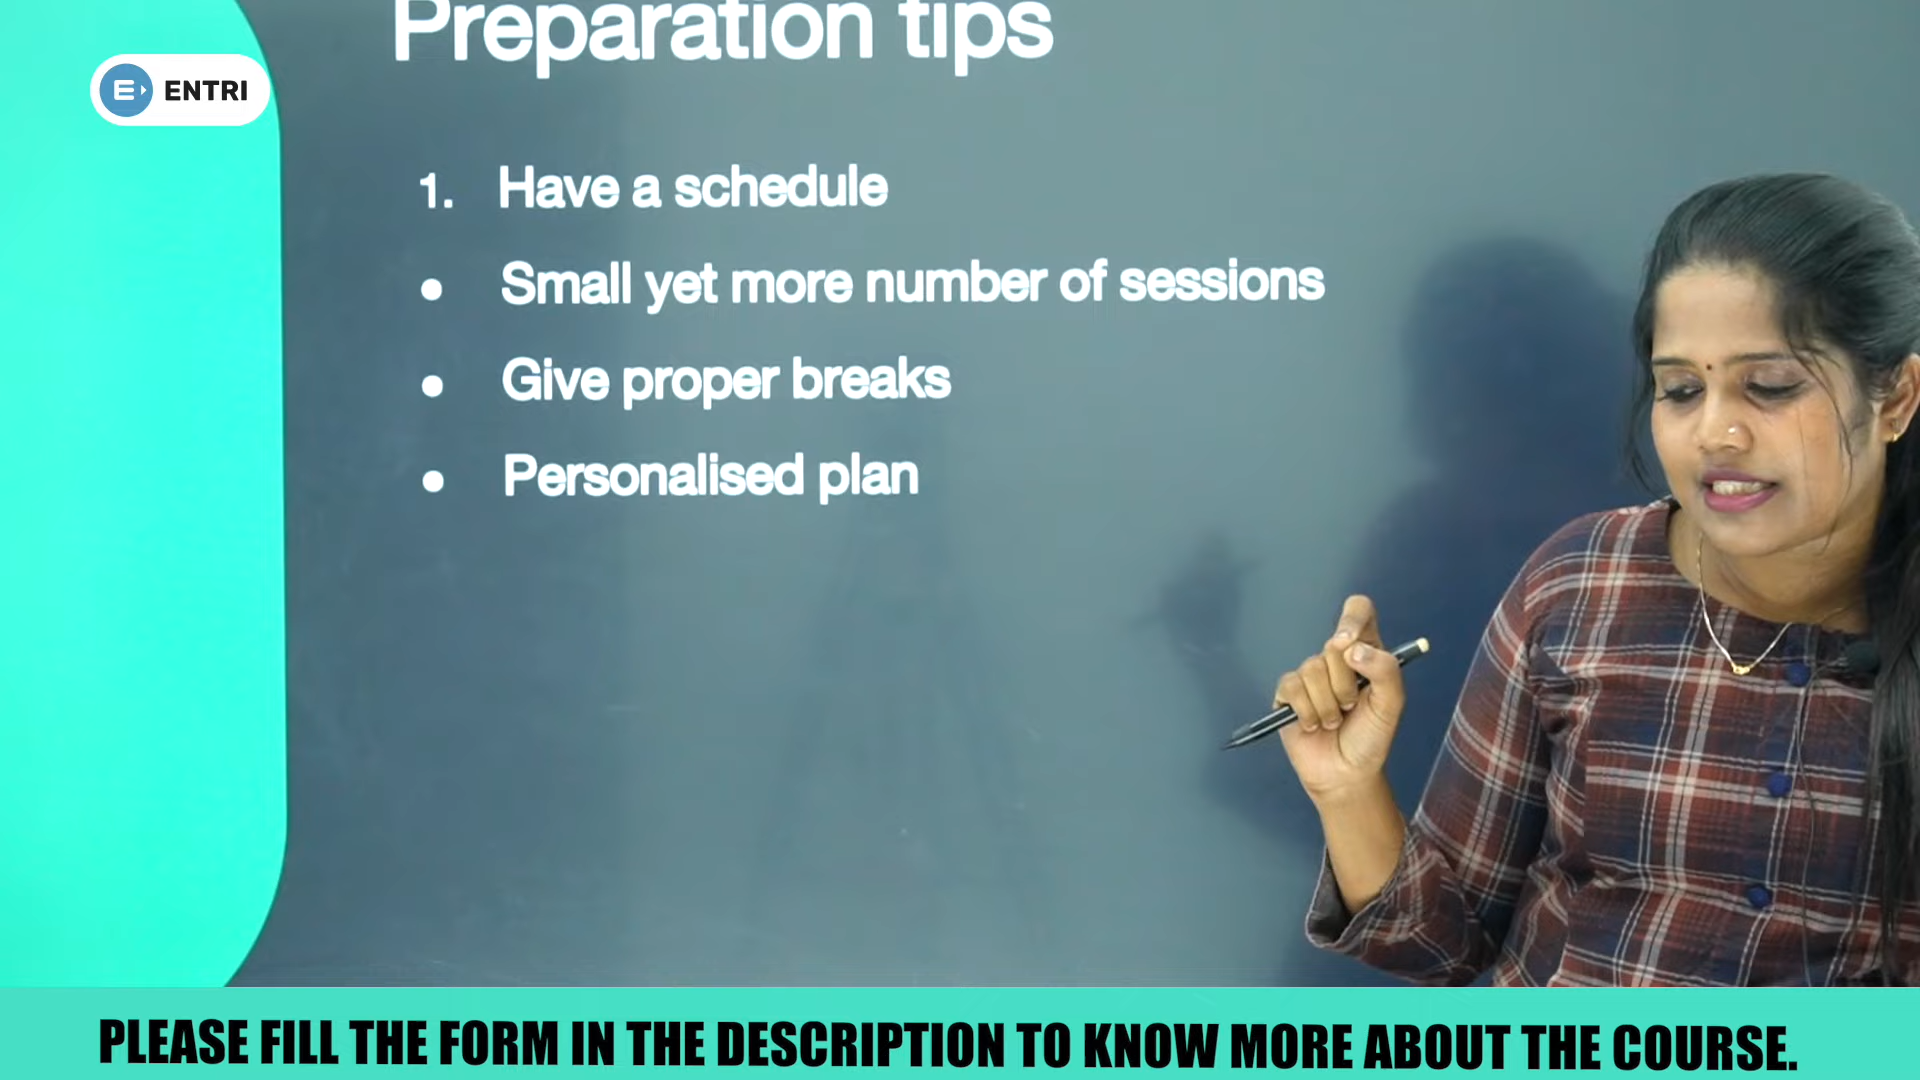 Preparation tips
ENTRI
1. Have a schedule
● Small yet more number of sessions
● Give proper breaks
● Personalised plan
PLEASE FILL THE FORM IN THE DESCRIPTION TO KNOW MORE ABOUT THE COURSE.